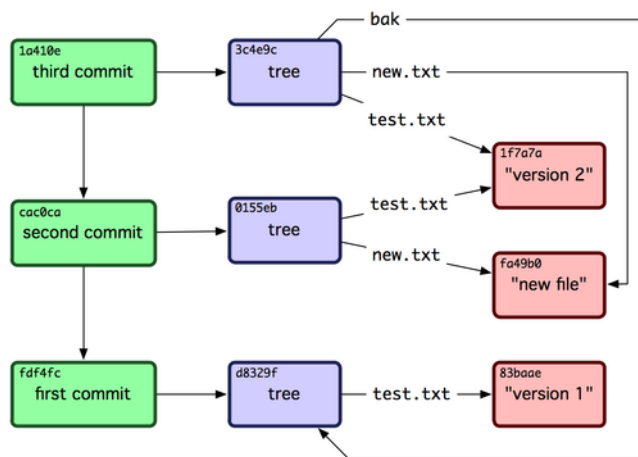 bak
1a410e
third commit
3c4e9c
tree
new.txt
test.txt
1f7a7a
"version 2"
cac0ca
second commit
0155eb
tree
test.txt
new.txt
fa49b0
"new file"
fdf4fc
first commit
d8329f
tree
test.txt
83baae
"version 1"